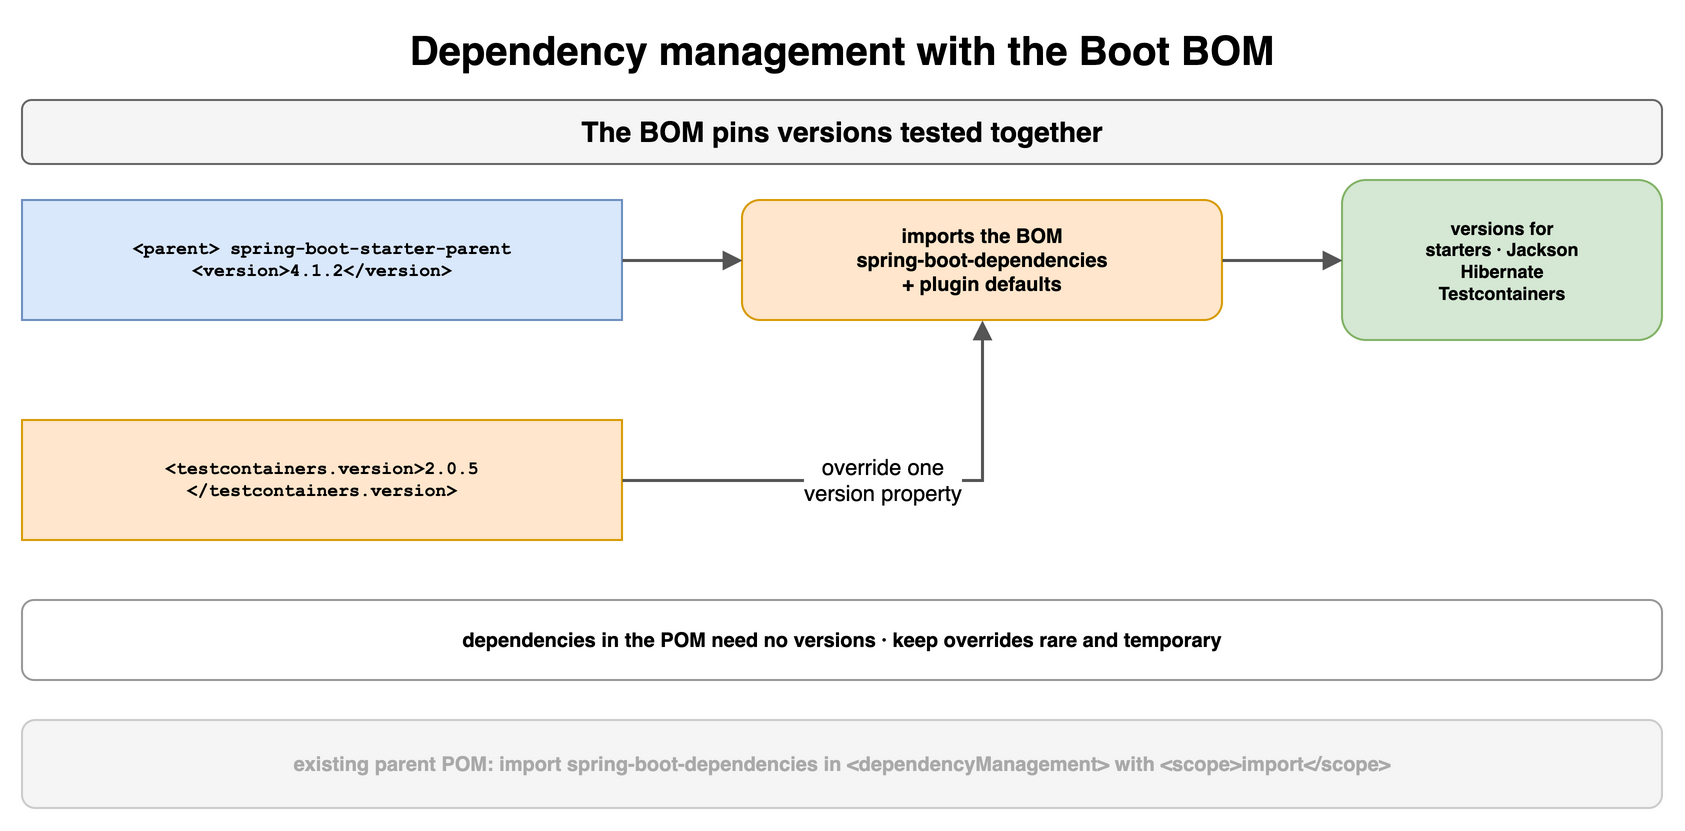 Dependency management with the Boot BOM
The BOM pins versions tested together
<parent> spring-boot-starter-parent
<version>4.1.2</version>
imports the BOM
spring-boot-dependencies
+ plugin defaults
versions for
starters · Jackson
Hibernate
Testcontainers
<testcontainers.version>2.0.5
</testcontainers.version>
override one
version property
dependencies in the POM need no versions · keep overrides rare and temporary
existing parent POM: import spring-boot-dependencies in <dependencyManagement> with <scope>import</scope>